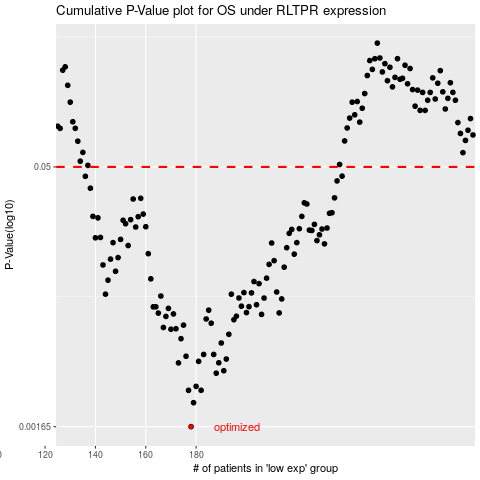 Cumulative P-Value plot for OS under RLTPR expression
P-Value(log10)
0.05
0.00165
optimized
0 120 140 160 180
# of patients in 'low exp' group